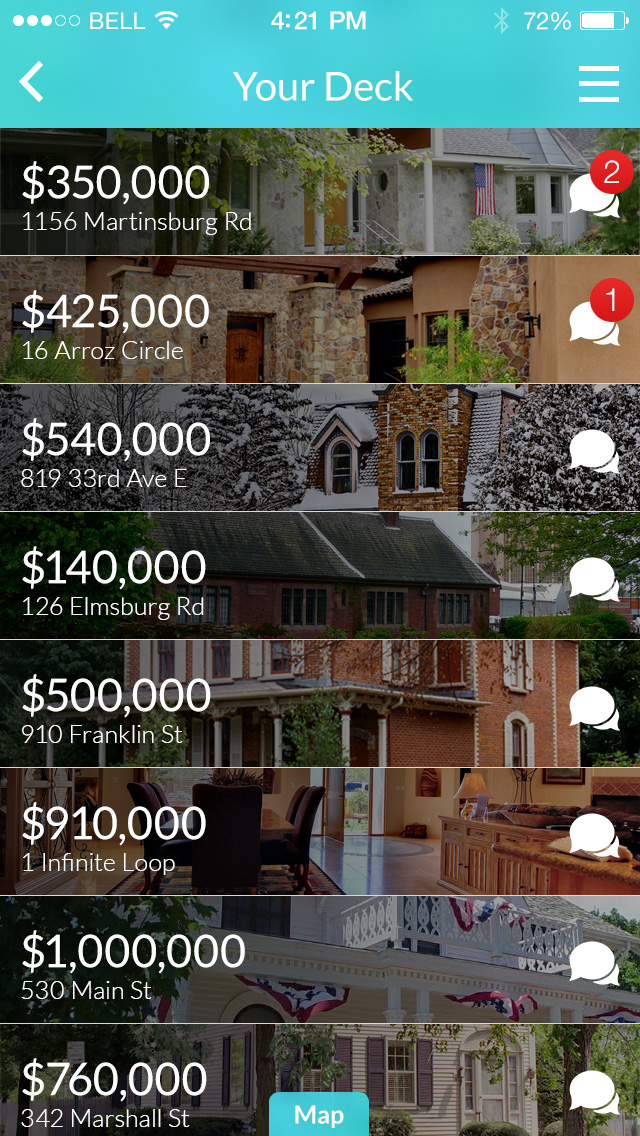 BELL 4:21 PM 72%
Your Deck
$350,000
2
1156 Martinsburg Rd
$425,000
1
16 Arroz Circle
$540,000
819 33rd Ave E
$140,000
126 Elmsburg Rd
$500,000
910 Franklin St
$910,000
1 Infinite Loop
$1,000,000
530 Main St
$760,000
342 Marshall St
Map